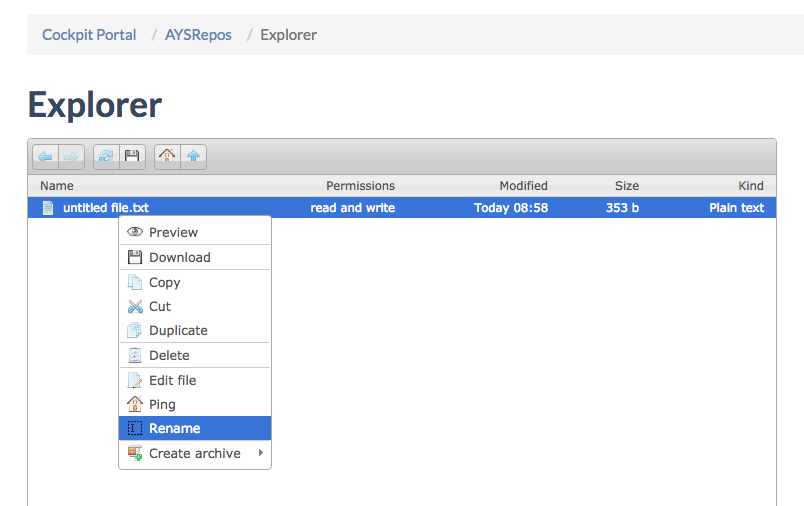 Cockpit Portal / AYSRepos / Explorer
Explorer
Name Permissions Modified Size Kind
untitled file.txt read and write Today 08:58 353 b Plain text
Preview
Download
Copy
Cut
Duplicate
Delete
Edit file
Ping
Rename
Create archive